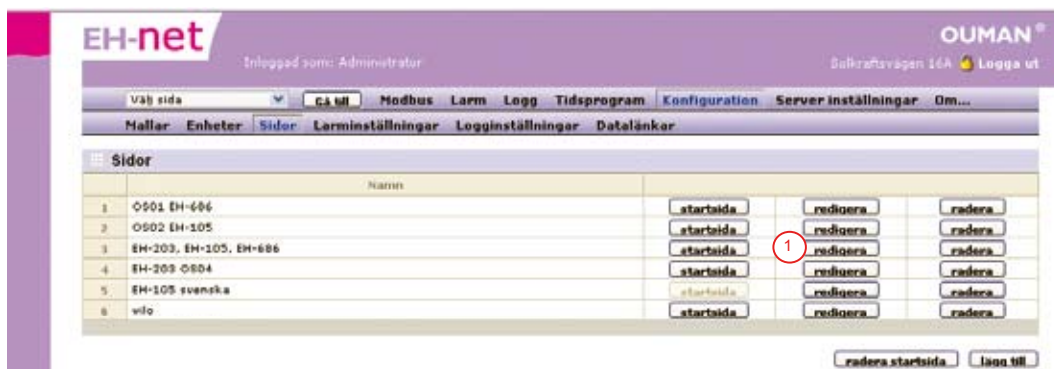 EH-net
OUMAN®
Inloggad som: Administrator
Solkraftsvägen 16A Logga ut
Välj sida Gå till Modbus Larm Logg Tidsprogram Konfiguration Server inställningar Om...
Mallar Enheter Sidor Larminställningar Logginställningar Datalänkar
Sidor
Namn
1 OS01 EH-686 startsida redigera radera
2 OS02 EH-105 startsida redigera radera
3 EH-203, EH-105, EH-686 startsida 1 redigera radera
4 EH-203 OS04 startsida redigera radera
5 EH-105 svenska startsida redigera radera
6 wilo startsida redigera radera
radera startsida lägg till